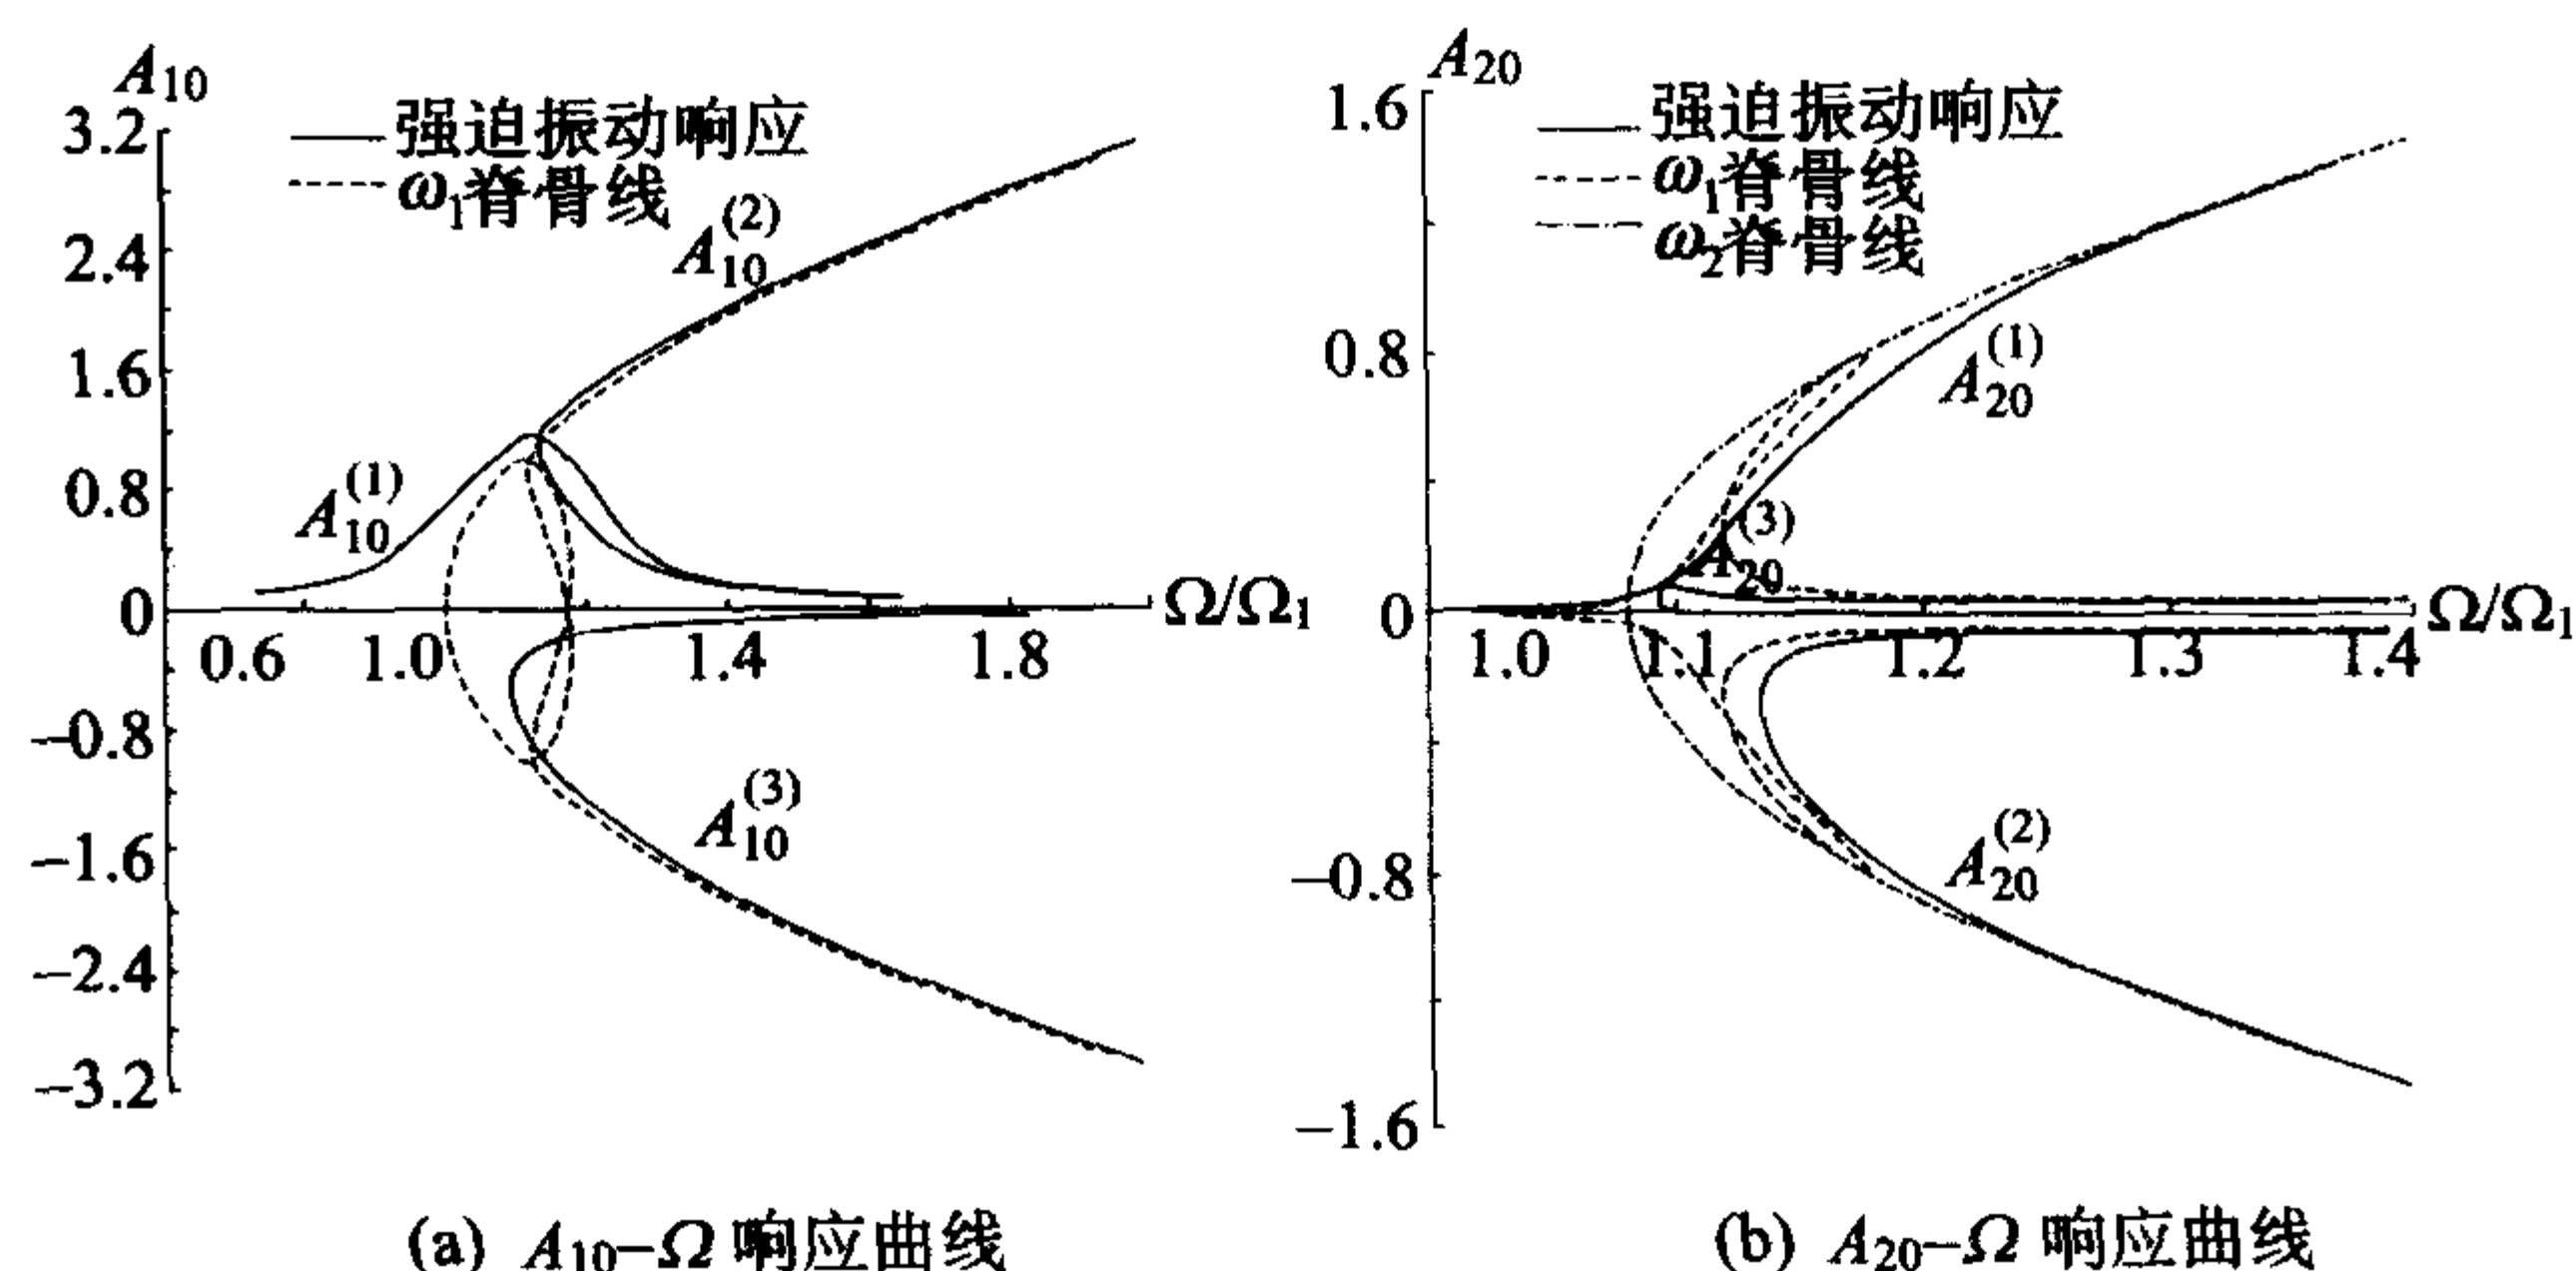 A10
3.2
强迫振动响应
ω1脊骨线
2.4
A10(2)
1.6
0.8
A10(1)
0
0.6 1.0 1.4 1.8
Ω/Ω1
−0.8
A10(3)
−1.6
−2.4
−3.2
(a) A10−Ω 响应曲线
A20
1.6
强迫振动响应
ω1脊骨线
ω2脊骨线
0.8
A20(1)
A20(3)
0
1.0 1.1 1.2 1.3 1.4
Ω/Ω1
−0.8
A20(2)
−1.6
(b) A20−Ω 响应曲线